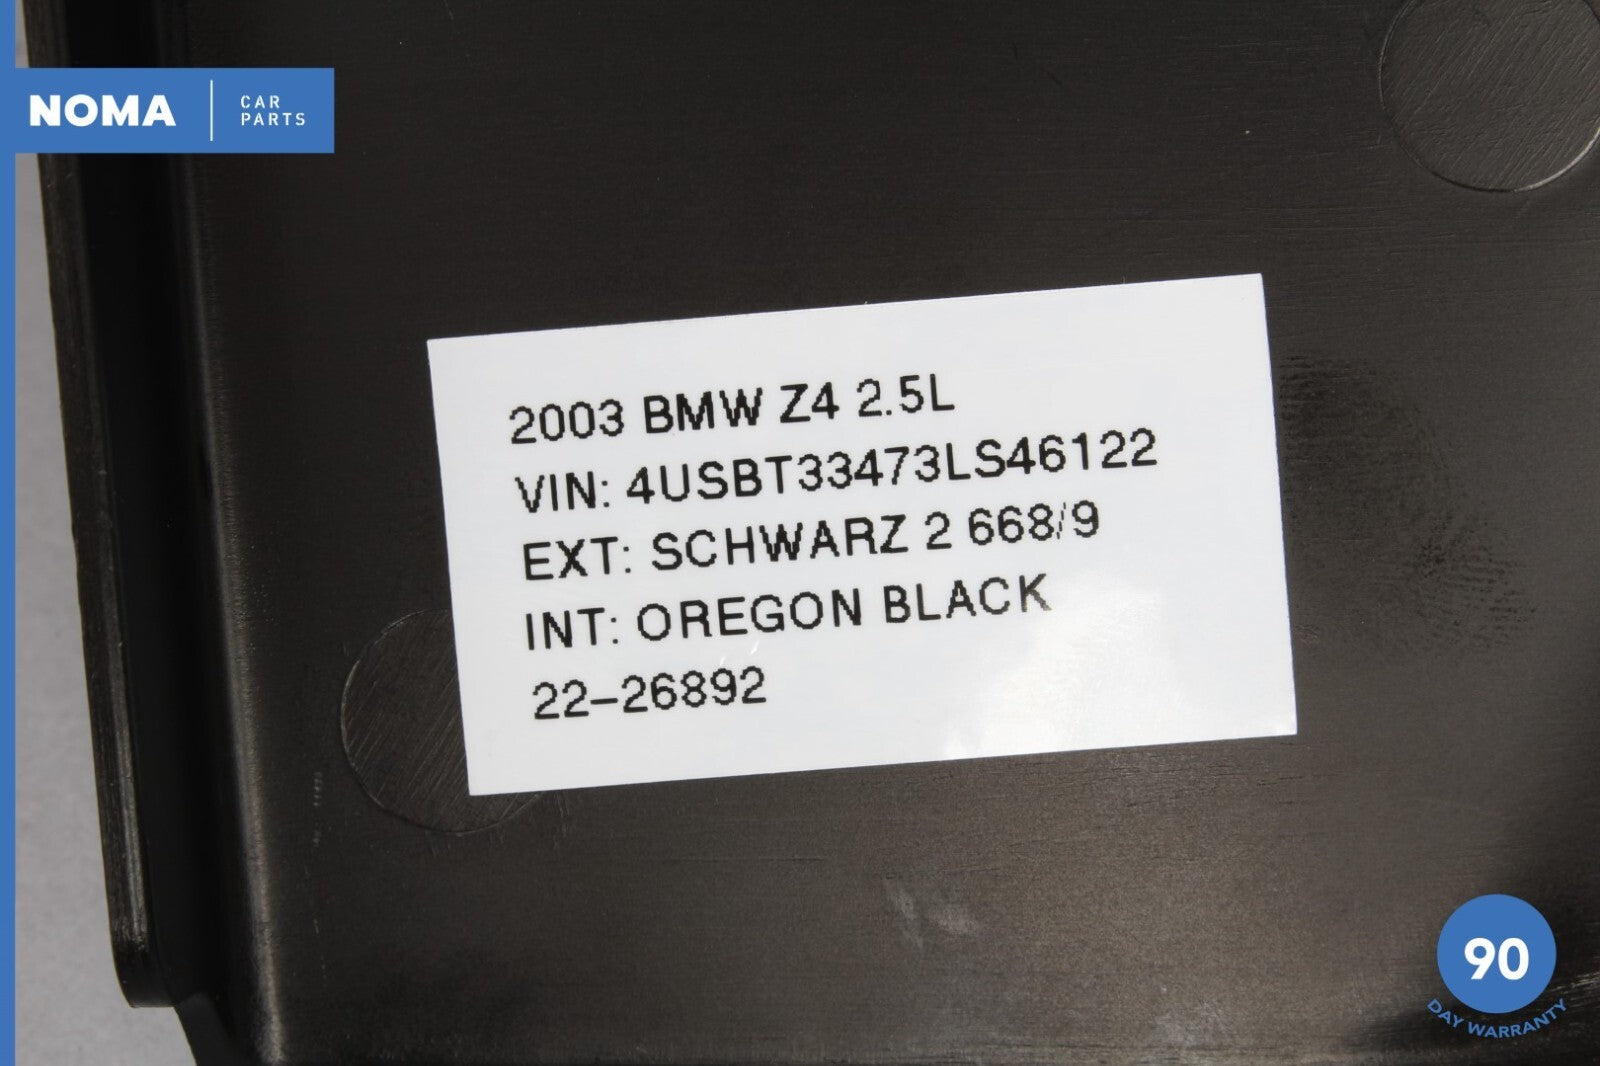 NOMA
CAR
PARTS
2003 BMW Z4 2.5L
VIN: 4USBT33473LS46122
EXT: SCHWARZ 2 668/9
INT: OREGON BLACK
22-26892
90
DAY WARRANTY